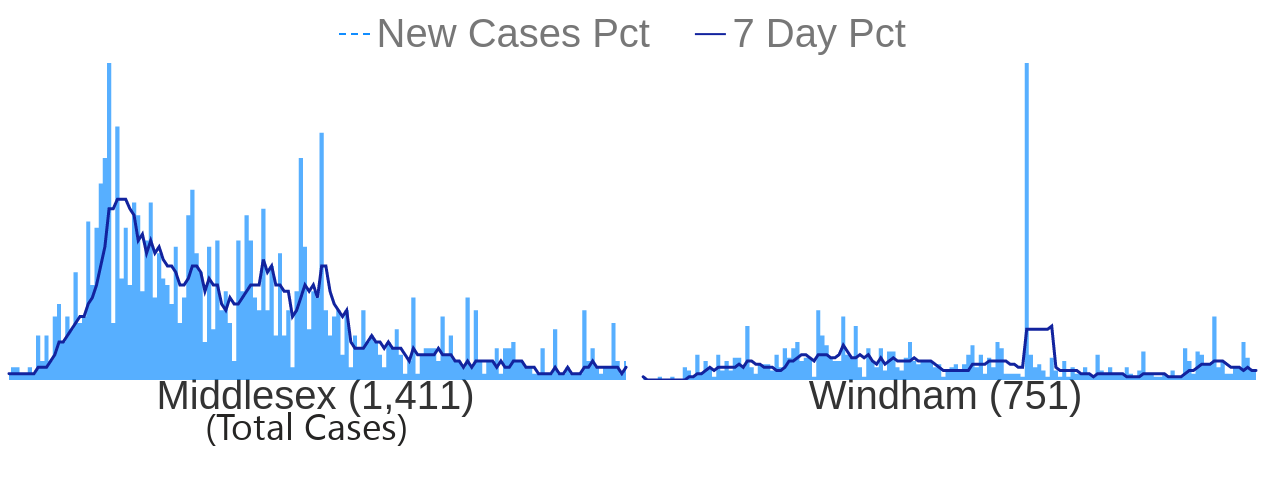 New Cases Pct 7 Day Pct
Middlesex (1,411) Windham (751)
(Total Cases)